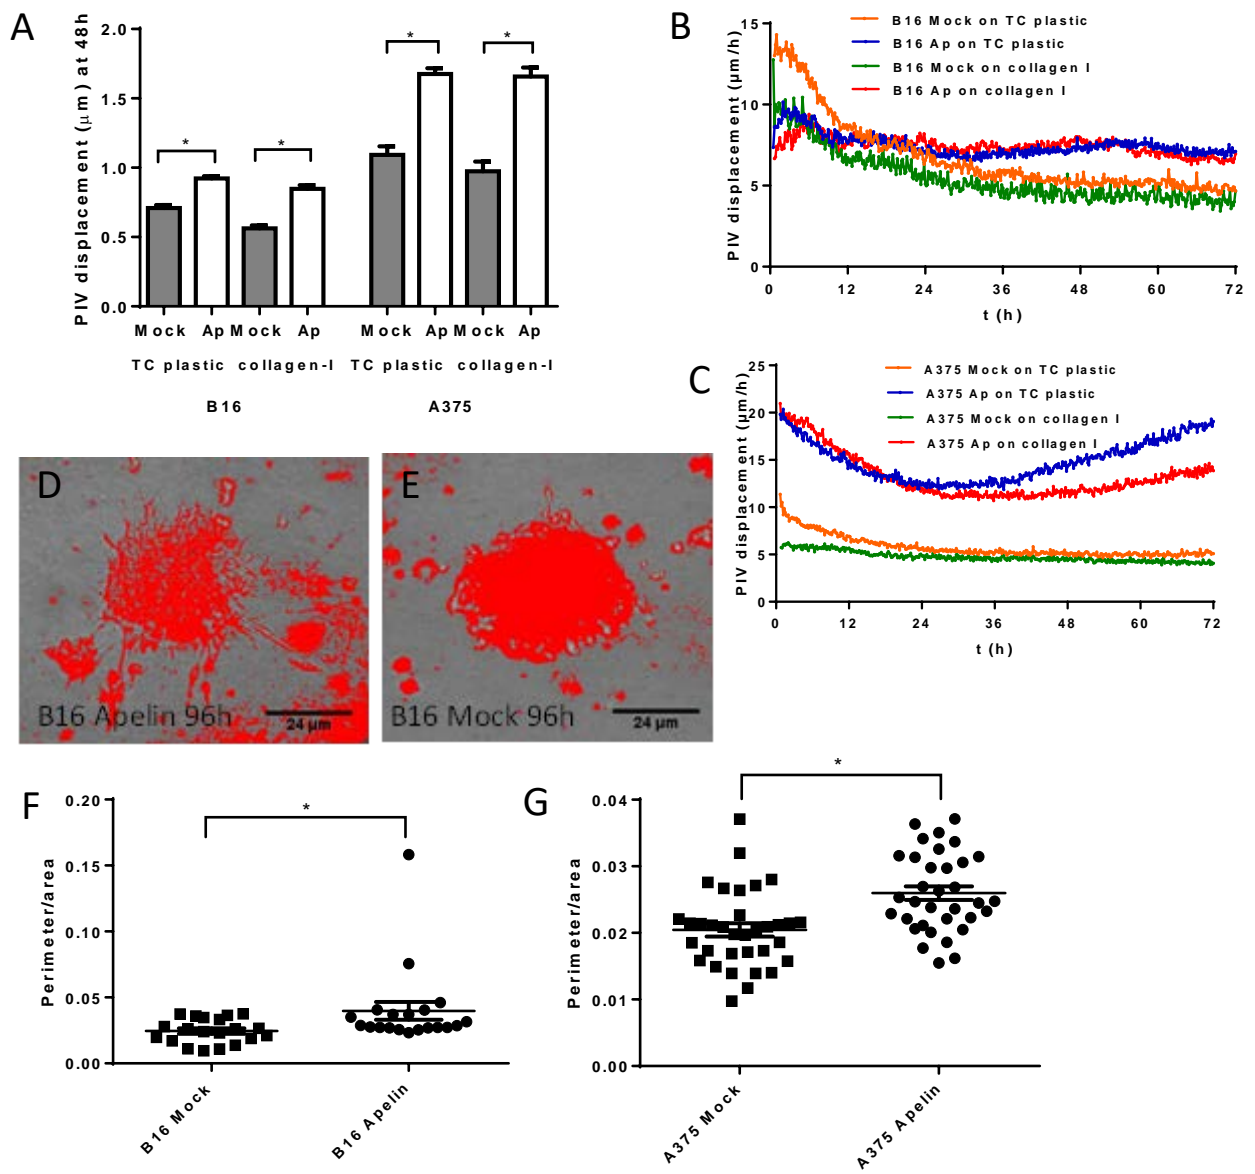 A
PIV displacement (μm) at 48h
2.0
1.5
1.0
0.5
0.0
*
*
*
*
Mock Ap Mock Ap Mock Ap Mock Ap
TC plastic collagen-I TC plastic collagen-I
B16 A375
B
PIV displacement (μm/h)
15
10
5
0
B16 Mock on TC plastic
B16 Ap on TC plastic
B16 Mock on collagen I
B16 Ap on collagen I
0 12 24 36 48 60 72
t (h)
C
PIV displacement (μm/h)
25
20
15
10
5
0
A375 Mock on TC plastic
A375 Ap on TC plastic
A375 Mock on collagen I
A375 Ap on collagen I
0 12 24 36 48 60 72
t (h)
D
B16 Apelin 96h
24 μm
E
B16 Mock 96h
24 μm
F
Perimeter/area
0.20
0.15
0.10
0.05
0.00
*
B16 Mock
B16 Apelin
G
Perimeter/area
0.04
0.03
0.02
0.01
0.00
*
A375 Mock
A375 Apelin